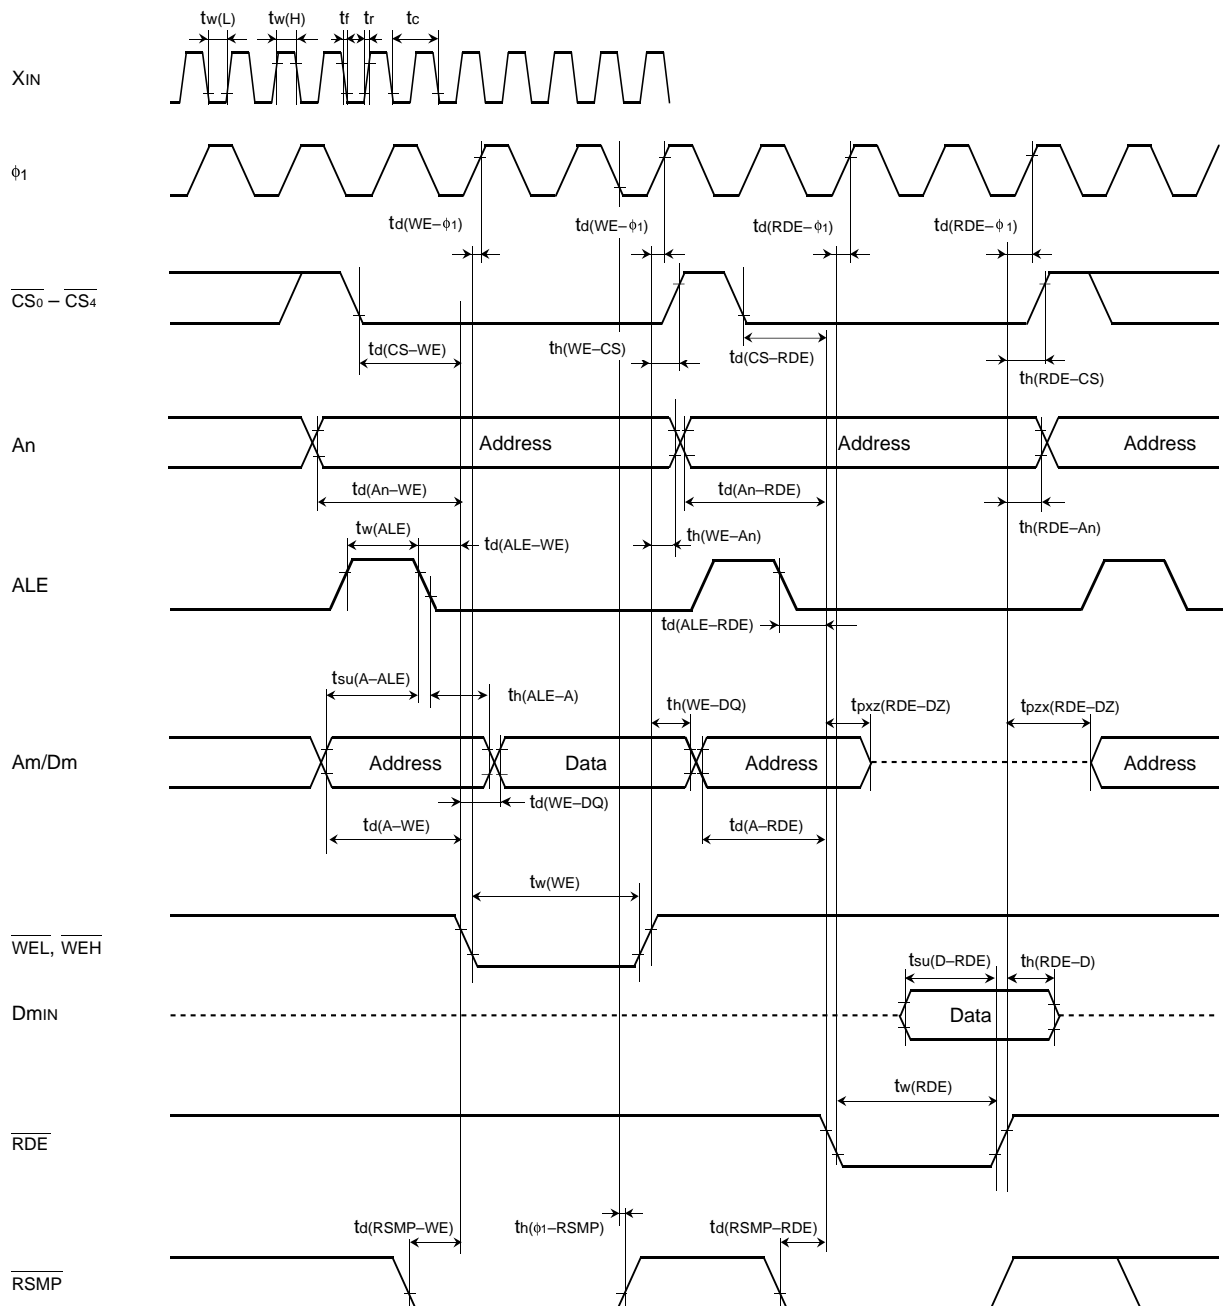 tw(L) tw(H) tf tr tc
XIN
ϕ1
td(WE–ϕ1) td(WE–ϕ1) td(RDE–ϕ1) td(RDE–ϕ1)
CS0 – CS4
td(CS–WE) th(WE–CS) td(CS–RDE) th(RDE–CS)
An Address Address Address
td(An–WE) td(An–RDE)
tw(ALE) td(ALE–WE) th(WE–An) th(RDE–An)
ALE
td(ALE–RDE)
tsu(A–ALE) th(ALE–A) th(WE–DQ) tpxz(RDE–DZ) tpzx(RDE–DZ)
Am/Dm Address Data Address Address
td(WE–DQ)
td(A–WE) td(A–RDE)
tw(WE)
WEL, WEH
tsu(D–RDE) th(RDE–D)
DmIN Data
tw(RDE)
RDE
td(RSMP–WE) th(ϕ1–RSMP) td(RSMP–RDE)
RSMP